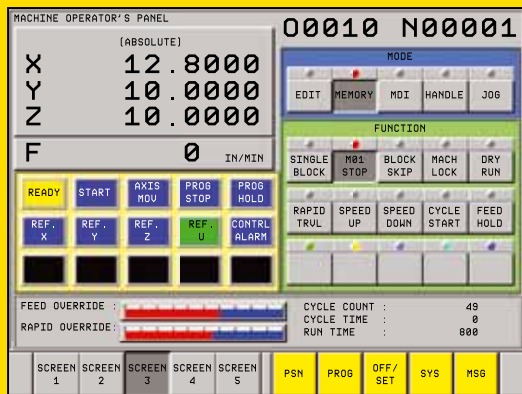 MACHINE OPERATOR'S PANEL
O0010 N00001
(ABSOLUTE)
X 12.8000
Y 10.0000
Z 10.0000
F 0 IN/MIN
MODE
EDIT MEMORY MDI HANDLE JOG
FUNCTION
SINGLE BLOCK
M01 STOP
BLOCK SKIP
MACH LOCK
DRY RUN
RAPID TRVL
SPEED UP
SPEED DOWN
CYCLE START
FEED HOLD
READY
START
AXIS MOV
PROG STOP
PROG HOLD
REF. X
REF. Y
REF. Z
REF. U
CONTRL ALARM
FEED OVERRIDE :
RAPID OVERRIDE:
CYCLE COUNT : 49
CYCLE TIME : 0
RUN TIME : 800
SCREEN 1
SCREEN 2
SCREEN 3
SCREEN 4
SCREEN 5
PSN
PROG
OFF/ SET
SYS
MSG